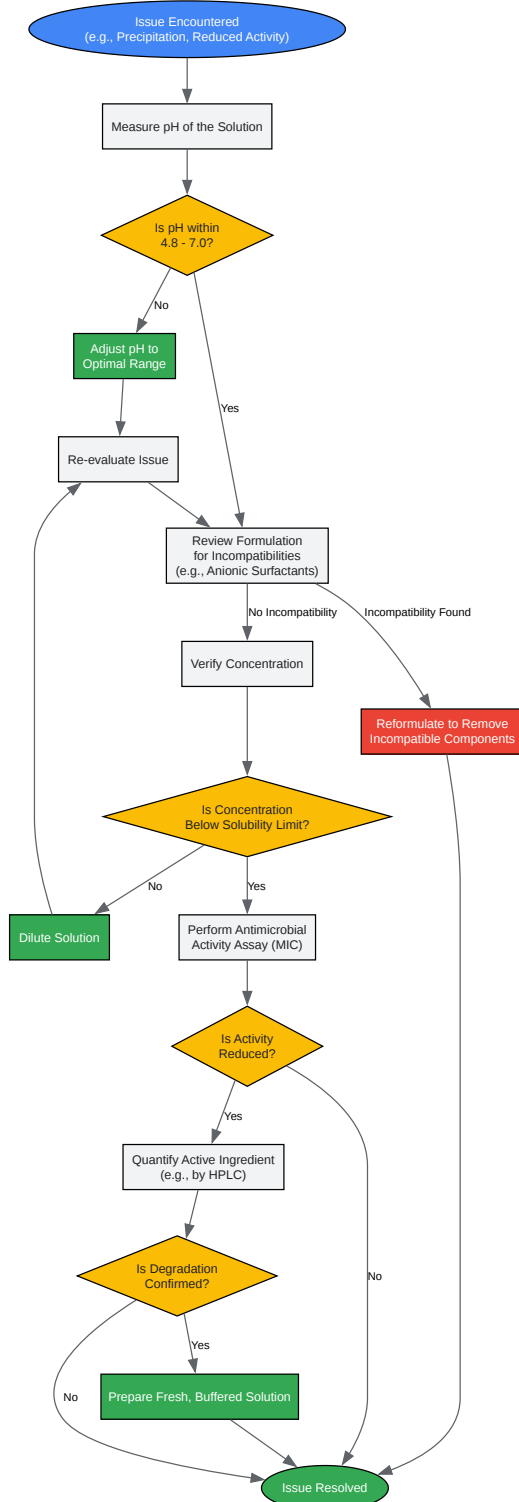 Issue Encountered
(e.g., Precipitation, Reduced Activity)
Measure pH of the Solution
Is pH within
4.8 - 7.0?
No
Adjust pH to
Optimal Range
Yes
Re-evaluate Issue
Review Formulation
for Incompatibilities
(e.g., Anionic Surfactants)
No Incompatibility
Incompatibility Found
Verify Concentration
Reformulate to Remove
Incompatible Components
Is Concentration
Below Solubility Limit?
No
Yes
Dilute Solution
Perform Antimicrobial
Activity Assay (MIC)
Is Activity
Reduced?
Yes
Quantify Active Ingredient
(e.g., by HPLC)
Is Degradation
Confirmed?
No
Yes
No
Prepare Fresh, Buffered Solution
Issue Resolved